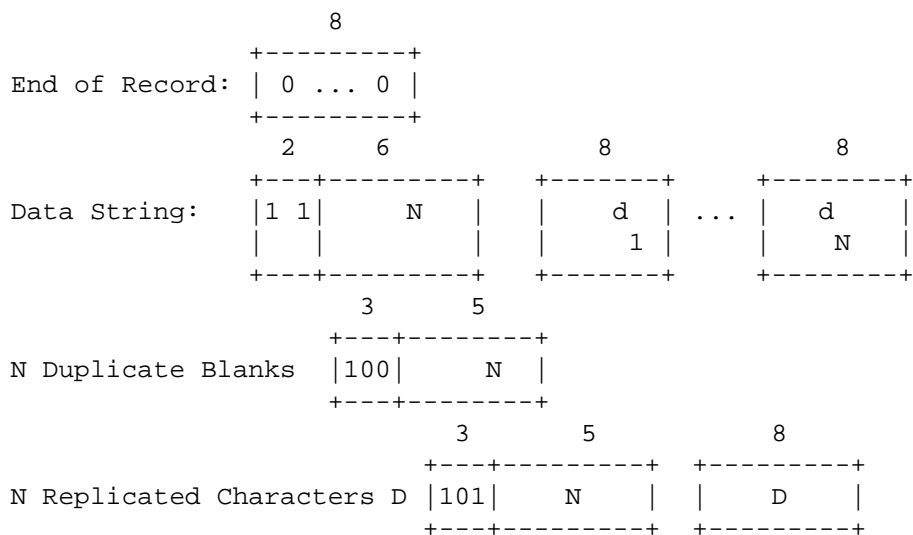 8
                +---------+
End of Record:  | 0 ... 0 |
                +---------+
                  2    6              8              8
                +---+---------+   +-------+     +--------+
Data String:    |1 1|    N    |   |    d  | ... |   d    |
                |   |         |   |     1 |     |    N   |
                +---+---------+   +-------+     +--------+
                       3      5
                     +---+--------+
N Duplicate Blanks   |100|     N  |
                     +---+--------+
                             3       5           8
                           +---+---------+  +---------+
N Replicated Characters D  |101|    N    |  |    D    |
                           +---+---------+  +---------+